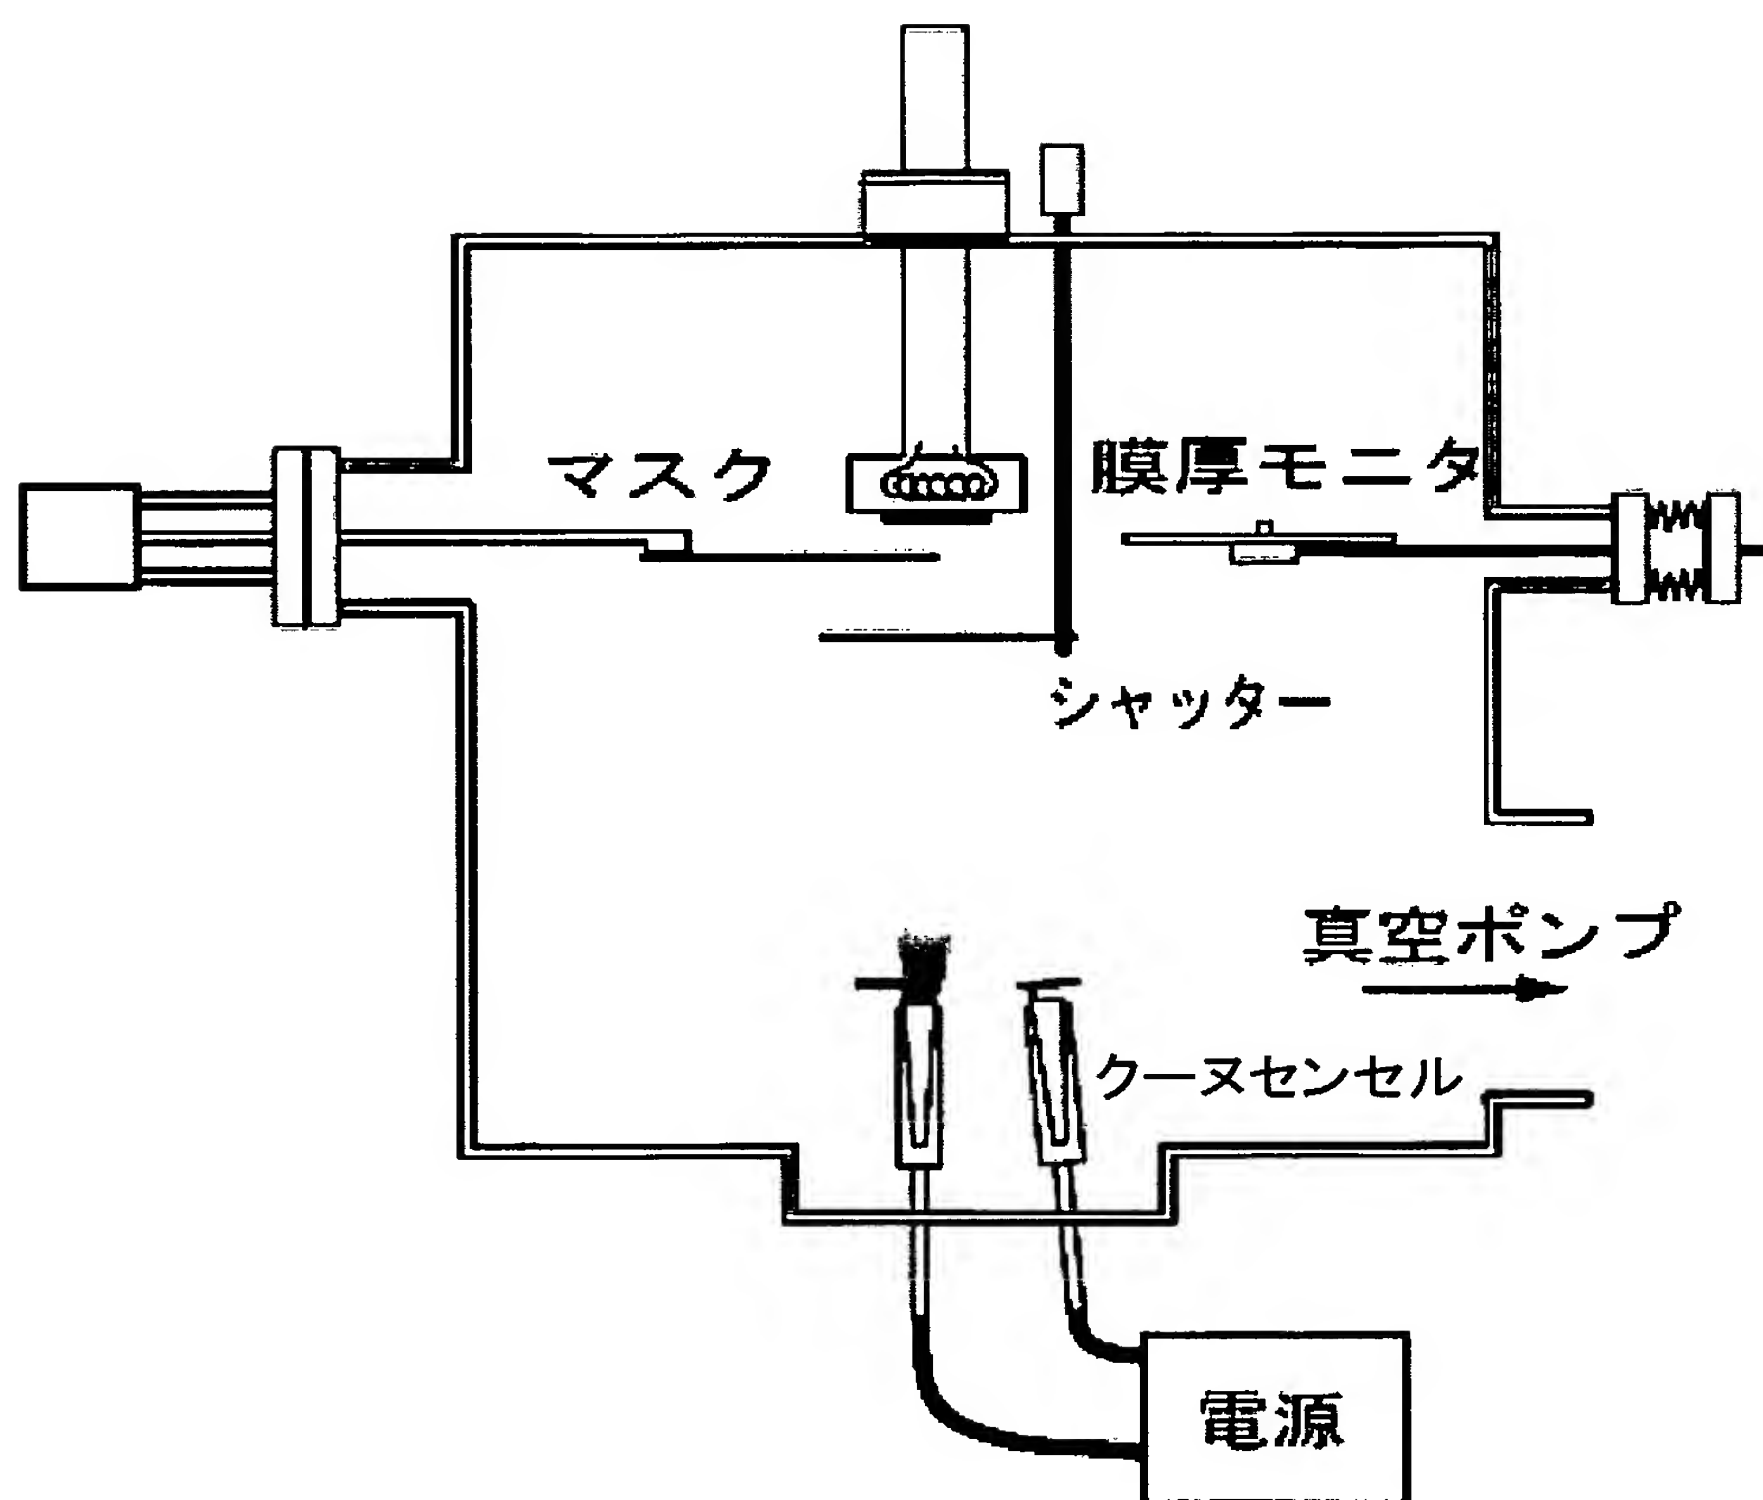 マスク
膜厚モニタ
シャッター
真空ポンプ
クーヌセンセル
電源